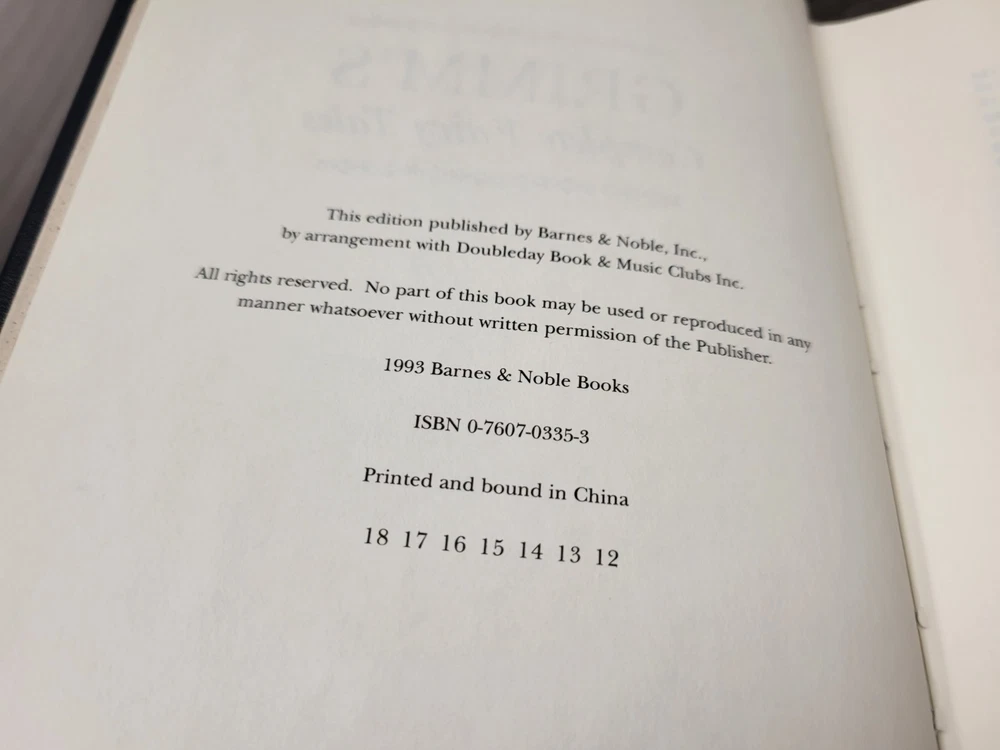 This edition published by Barnes & Noble, Inc.,
by arrangement with Doubleday Book & Music Clubs Inc.
All rights reserved. No part of this book may be used or reproduced in any
manner whatsoever without written permission of the Publisher.
1993 Barnes & Noble Books
ISBN 0-7607-0335-3
Printed and bound in China
18 17 16 15 14 13 12